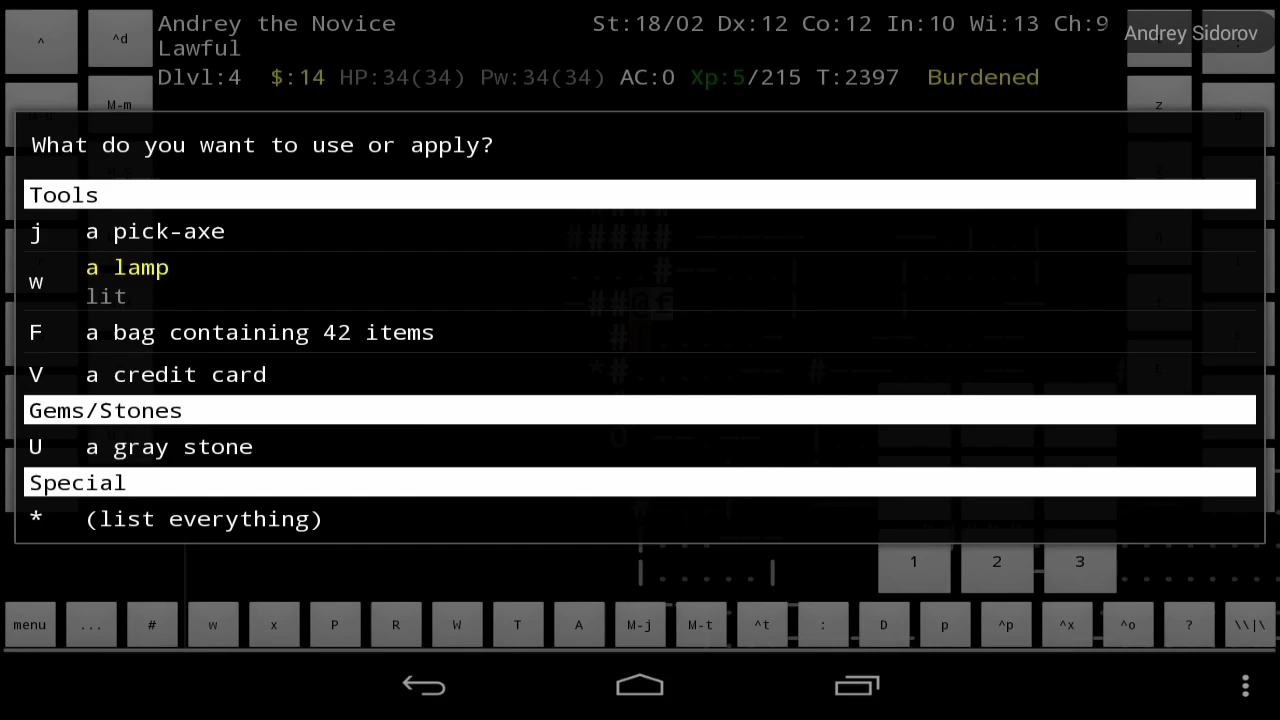 ^
^d
Andrey the Novice
St:18/02 Dx:12 Co:12 In:10 Wi:13 Ch:9
Andrey Sidorov
Lawful
Dlvl:4 $:14 HP:34(34) Pw:34(34) AC:0 Xp:5/215 T:2397 Burdened
M-m
z
What do you want to use or apply?
Tools
j a pick-axe
w a lamp
lit
F a bag containing 42 items
V a credit card
Gems/Stones
U a gray stone
Special
* (list everything)
1 2 3
menu ... # w x P R W T A M-j M-t ^t : D p ^p ^x ^o ? \\|\